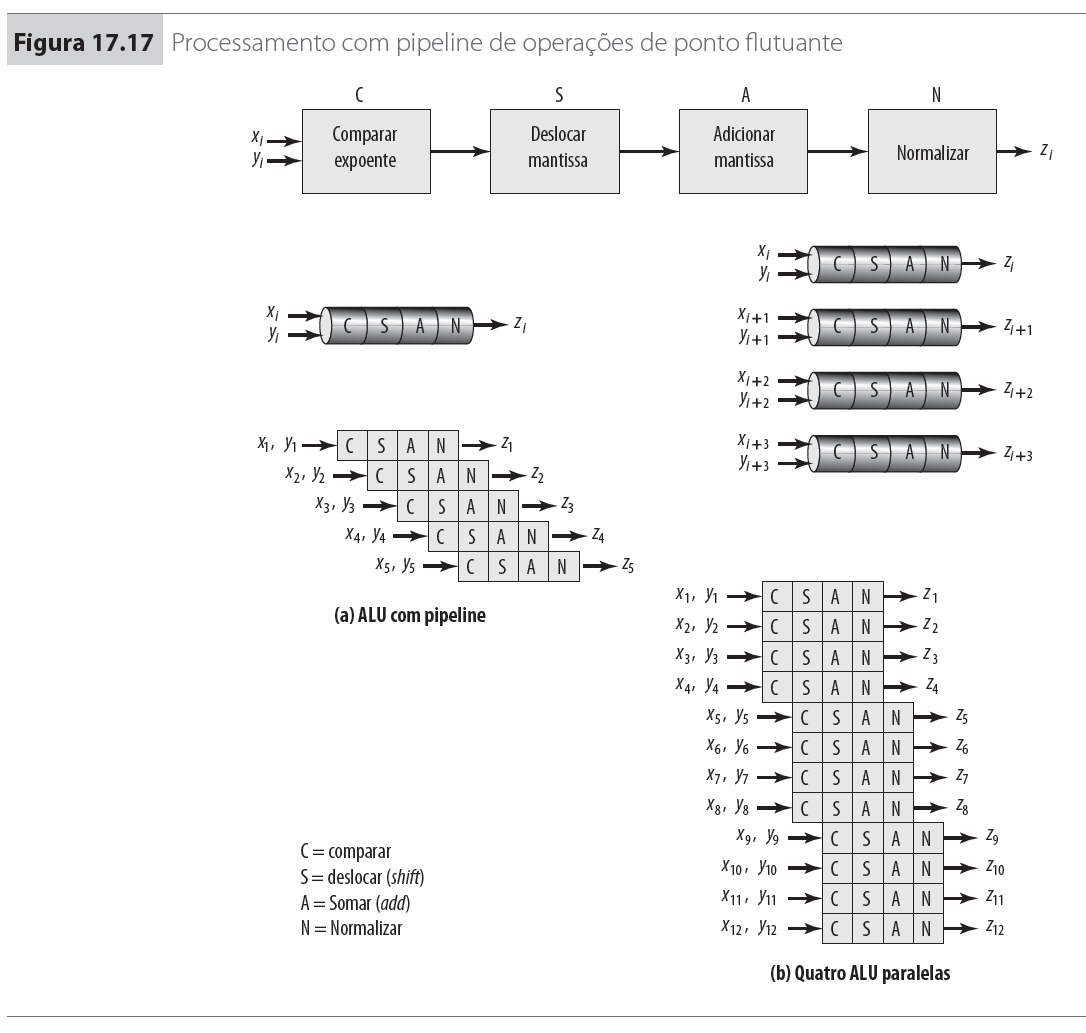 Figura 17.17 Processamento com pipeline de operações de ponto flutuante
C S A N
xi yi Comparar expoente Deslocar mantissa Adicionar mantissa Normalizar zi
xi yi C S A N zi
xi yi C S A N zi
xi+1 yi+1 C S A N zi+1
xi+2 yi+2 C S A N zi+2
xi+3 yi+3 C S A N zi+3
x1, y1 C S A N z1
x2, y2 C S A N z2
x3, y3 C S A N z3
x4, y4 C S A N z4
x5, y5 C S A N z5
(a) ALU com pipeline
x1, y1 C S A N z1
x2, y2 C S A N z2
x3, y3 C S A N z3
x4, y4 C S A N z4
x5, y5 C S A N z5
x6, y6 C S A N z6
x7, y7 C S A N z7
x8, y8 C S A N z8
x9, y9 C S A N z9
x10, y10 C S A N z10
x11, y11 C S A N z11
x12, y12 C S A N z12
(b) Quatro ALU paralelas
C = comparar
S = deslocar (shift)
A = Somar (add)
N = Normalizar